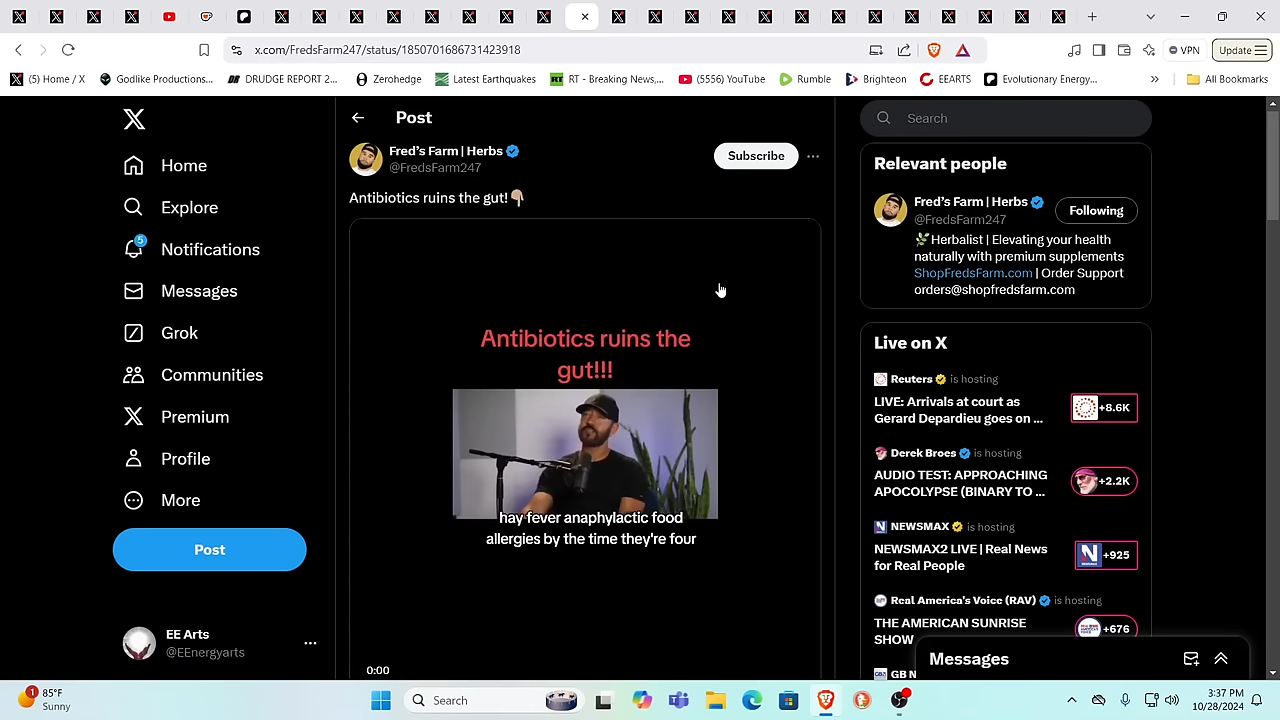 x.com/FredsFarm247/status/1850701686731423918
VPN
Update
(5) Home / X
Godlike Productions...
DRUDGE REPORT 2...
Zerohedge
Latest Earthquakes
RT - Breaking News,...
(5556) YouTube
Rumble
Brighteon
EEARTS
Evolutionary Energy...
»
All Bookmarks
Home
Explore
5
Notifications
Messages
Grok
Communities
Premium
Profile
More
Post
EE Arts
@EEnergyarts
Post
Fred's Farm | Herbs
@FredsFarm247
Subscribe
Antibiotics ruins the gut!👇🏼
Antibiotics ruins the
gut!!!
hay fever anaphylactic food
allergies by the time they're four
0:00
Search
Relevant people
Fred's Farm | Herbs
@FredsFarm247
Following
🌿Herbalist | Elevating your health
naturally with premium supplements
ShopFredsFarm.com | Order Support
orders@shopfredsfarm.com
Live on X
Reuters is hosting
LIVE: Arrivals at court as
Gerard Depardieu goes on ...
+8.6K
Derek Broes is hosting
AUDIO TEST: APPROACHING
APOCOLYPSE (BINARY TO ...
+2.2K
NEWSMAX is hosting
NEWSMAX2 LIVE | Real News
for Real People
+925
Real America's Voice (RAV) is hosting
THE AMERICAN SUNRISE
SHOW
+676
GB N
Messages
1
85°F
Sunny
Search
3:37 PM
10/28/2024